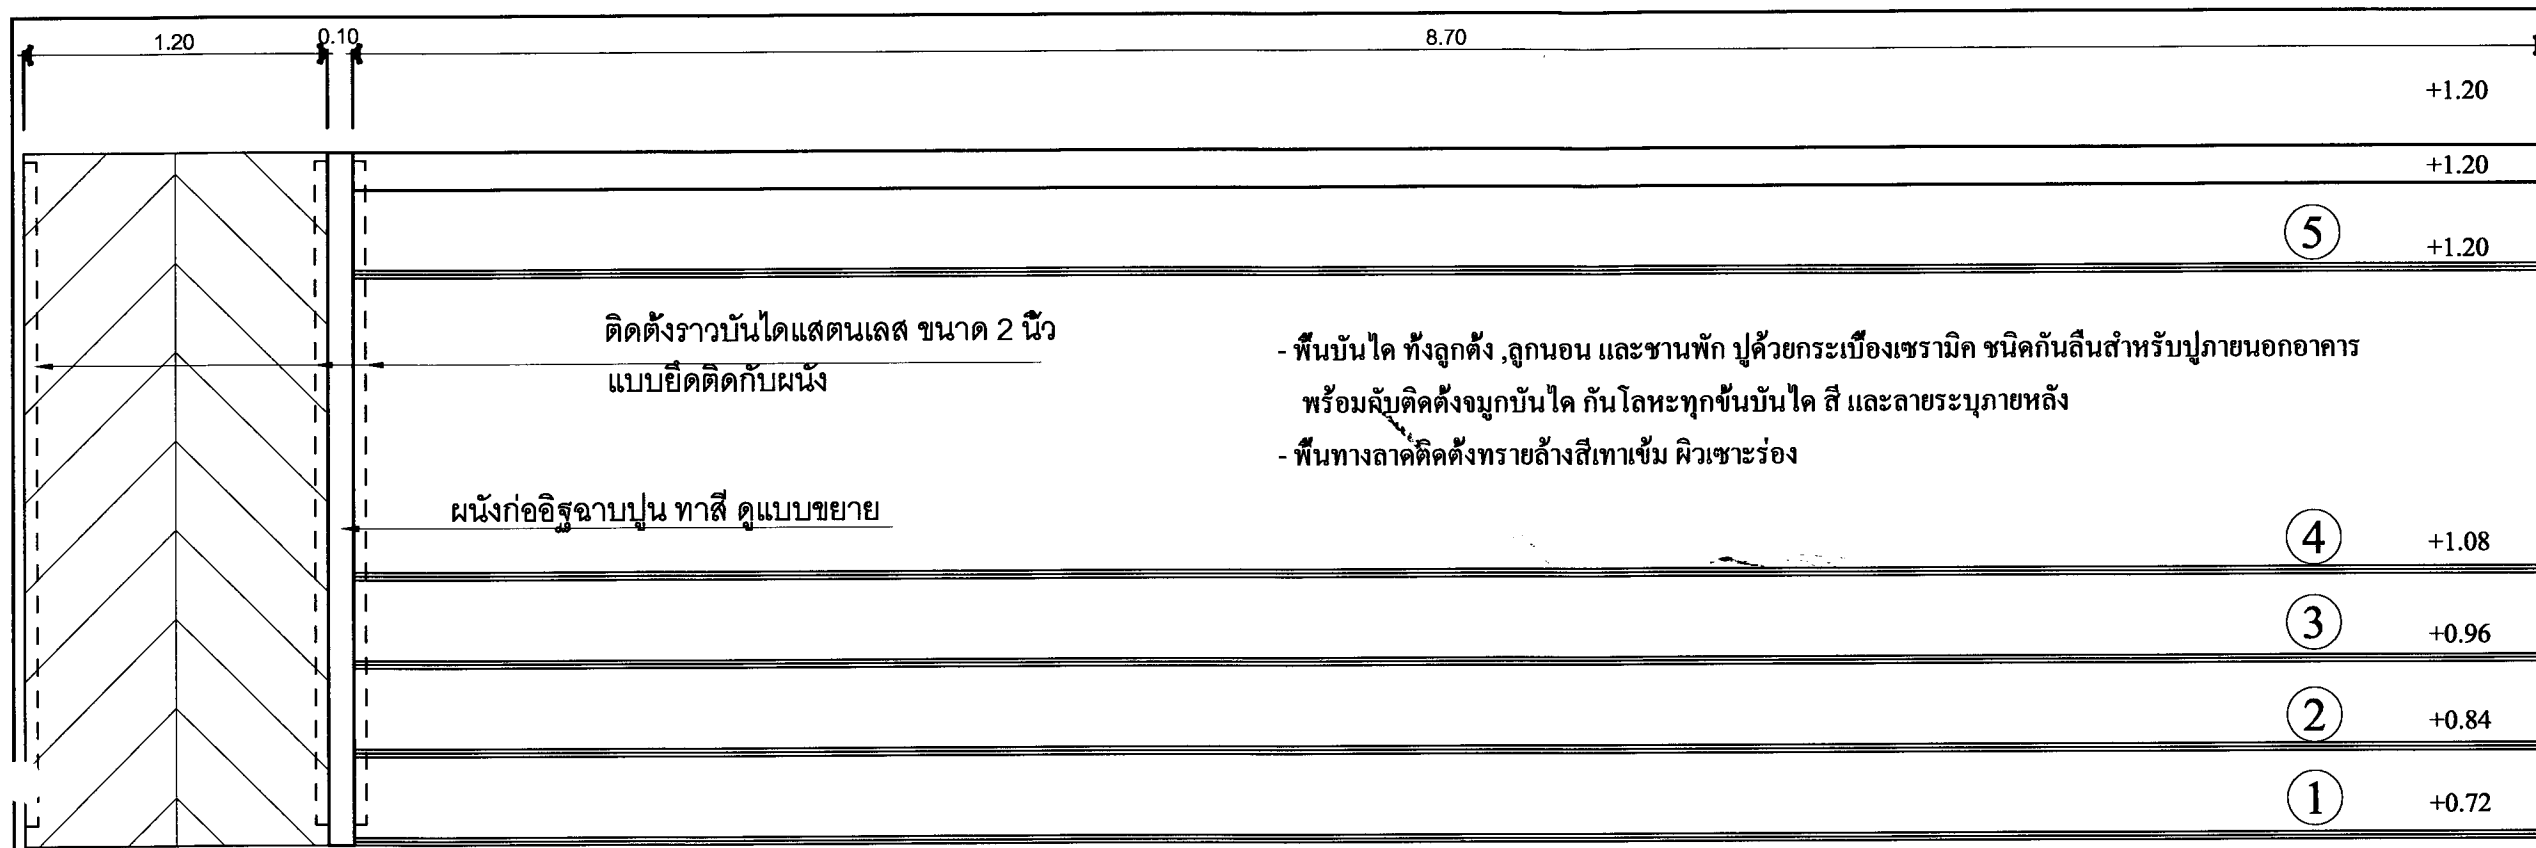 1.20 0.10 8.70
+1.20
+1.20
5 +1.20
ติดตั้งราวบันไดแสตนเลส ขนาด 2 นิ้ว
แบบยึดติดกับผนัง
- พื้นบันได ทั้งลูกตั้ง ,ลูกนอน และชานพัก ปูด้วยกระเบื้องเซรามิค ชนิดกันลื่นสำหรับปูภายนอกอาคาร
พร้อมจับติดตั้งจมูกบันได กันโลหะทุกขั้นบันได สี และลายระบุภายหลัง
- พื้นทางลาดติดตั้งทรายล้างสีเทาเข้ม ผิวเซาะร่อง
ผนังก่ออิฐฉาบปูน ทาสี ดูแบบขยาย
4 +1.08
3 +0.96
2 +0.84
1 +0.72